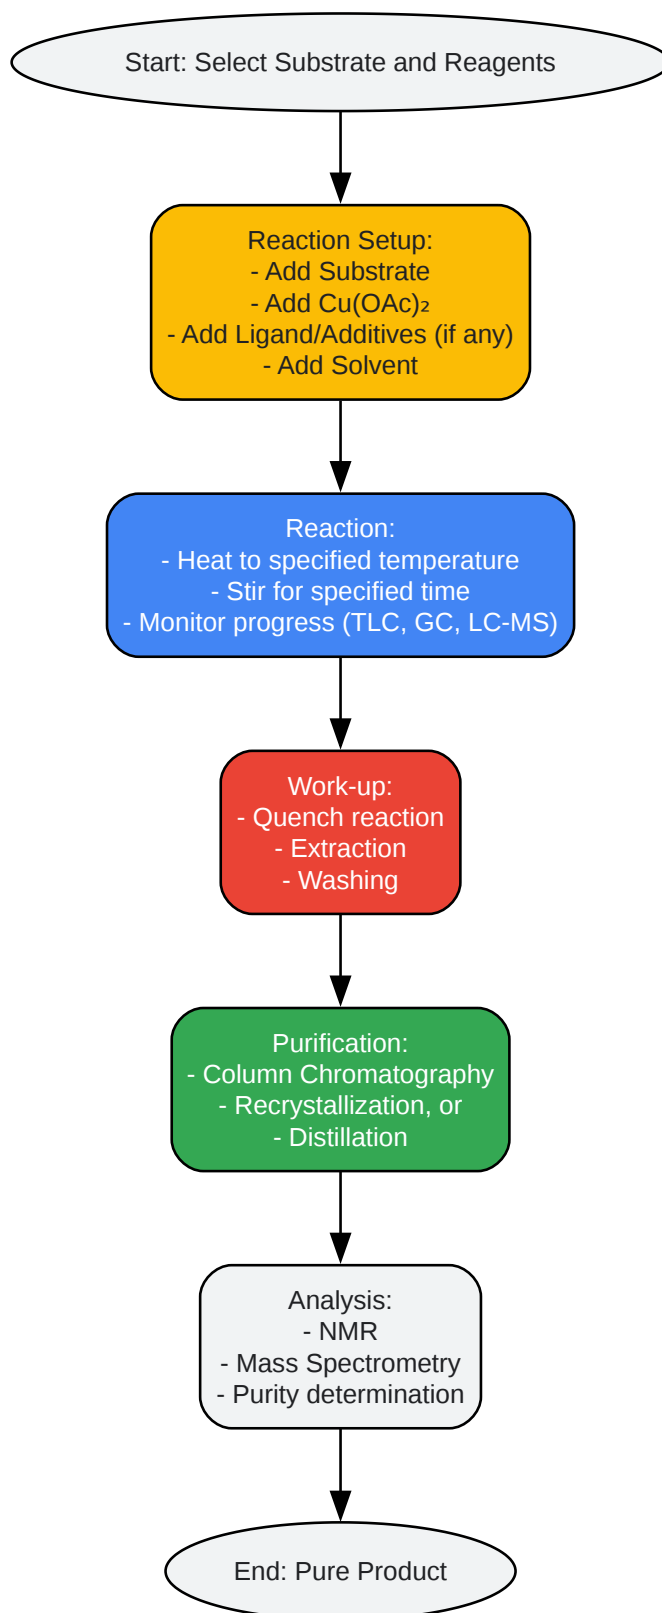 Start: Select Substrate and Reagents
Reaction Setup:
- Add Substrate
- Add Cu(OAc)₂
- Add Ligand/Additives (if any)
- Add Solvent
Reaction:
- Heat to specified temperature
- Stir for specified time
- Monitor progress (TLC, GC, LC-MS)
Work-up:
- Quench reaction
- Extraction
- Washing
Purification:
- Column Chromatography
- Recrystallization, or
- Distillation
Analysis:
- NMR
- Mass Spectrometry
- Purity determination
End: Pure Product